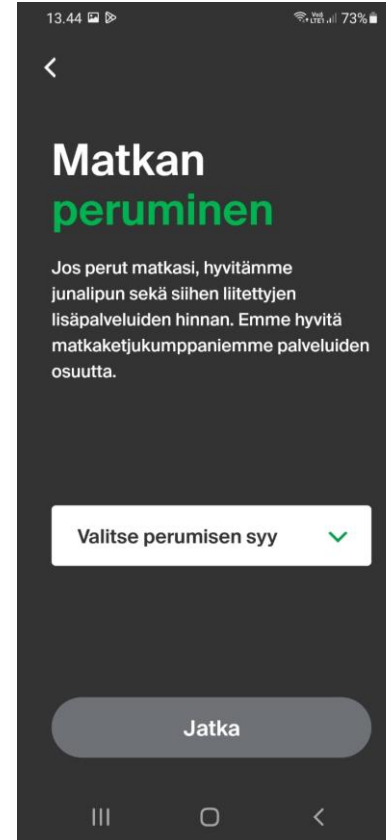 13.44
73%
Matkan
peruminen
Jos perut matkasi, hyvitämme
junalipun sekä siihen liitettyjen
lisäpalveluiden hinnan. Emme hyvitä
matkaketjukumppaniemme palveluiden
osuutta.
Valitse perumisen syy
Jatka